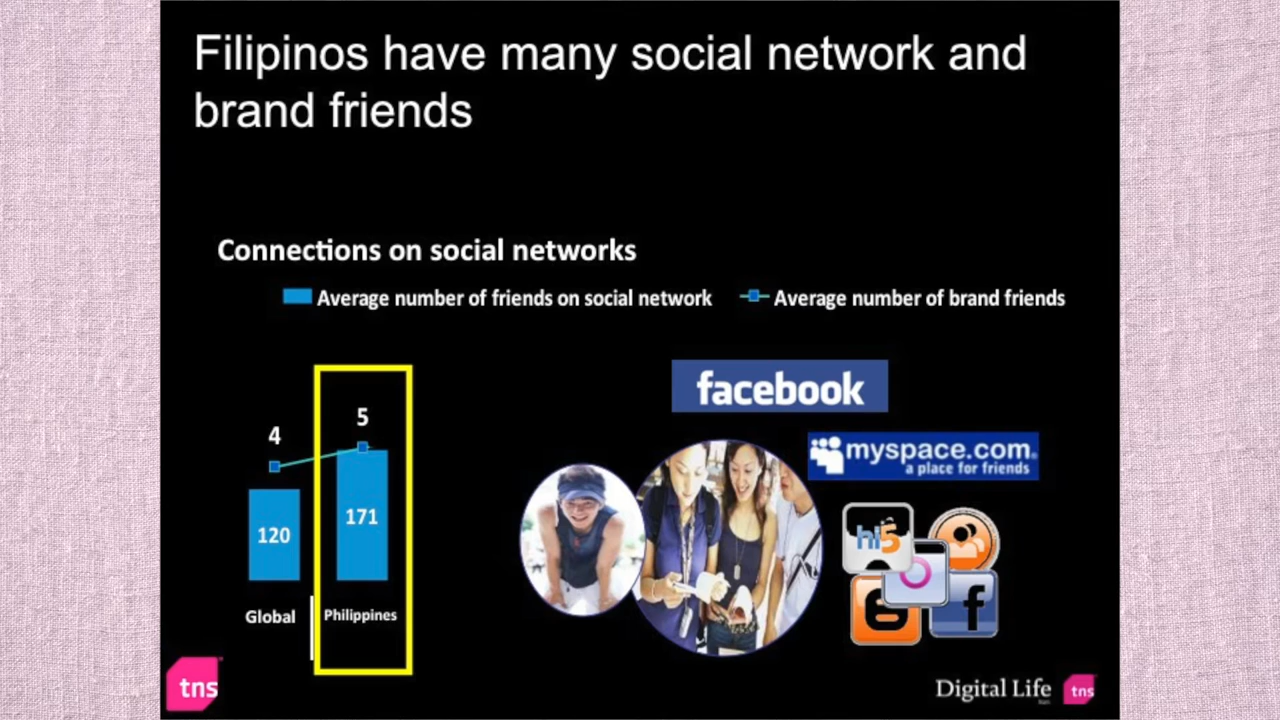 Filipinos have many social network and
brand friends
Connections on social networks
Average number of friends on social network
Average number of brand friends
4
5
120
171
Global
Philippines
facebook
myspace.com
a place for friends
hi5
f
tns
Digital Life
tns